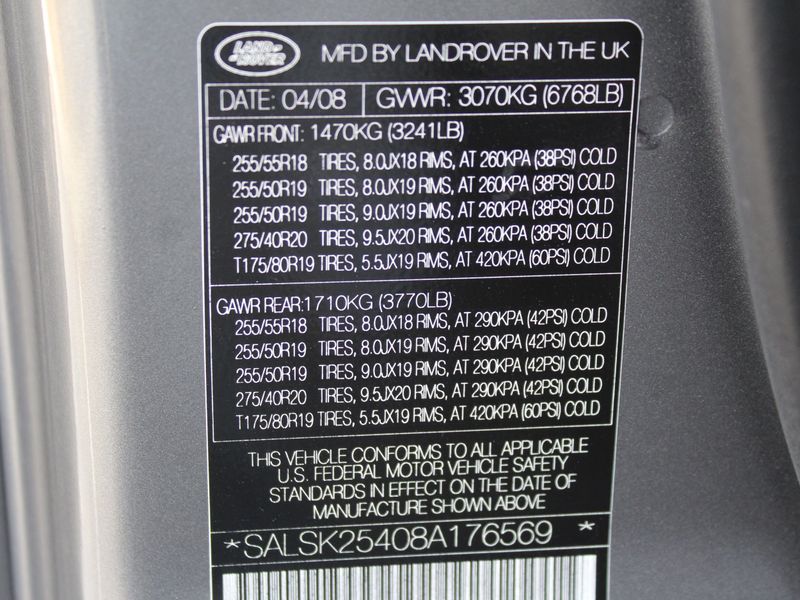 LAND ROVER MFD BY LANDROVER IN THE UK
DATE: 04/08 GVWR: 3070KG (6768LB)
GAWR FRONT: 1470KG (3241LB)
255/55R18 TIRES, 8.0JX18 RIMS, AT 260KPA (38PSI) COLD
255/50R19 TIRES, 8.0JX19 RIMS, AT 260KPA (38PSI) COLD
255/50R19 TIRES, 9.0JX19 RIMS, AT 260KPA (38PSI) COLD
275/40R20 TIRES, 9.5JX20 RIMS, AT 260KPA (38PSI) COLD
T175/80R19 TIRES, 5.5JX19 RIMS, AT 420KPA (60PSI) COLD
GAWR REAR:1710KG (3770LB)
255/55R18 TIRES, 8.0JX18 RIMS, AT 290KPA (42PSI) COLD
255/50R19 TIRES, 8.0JX19 RIMS, AT 290KPA (42PSI) COLD
255/50R19 TIRES, 9.0JX19 RIMS, AT 290KPA (42PSI) COLD
275/40R20 TIRES, 9.5JX20 RIMS, AT 290KPA (42PSI) COLD
T175/80R19 TIRES, 5.5JX19 RIMS, AT 420KPA (60PSI) COLD
THIS VEHICLE CONFORMS TO ALL APPLICABLE
U.S. FEDERAL MOTOR VEHICLE SAFETY
STANDARDS IN EFFECT ON THE DATE OF
MANUFACTURE SHOWN ABOVE
*SALSK25408A176569 *